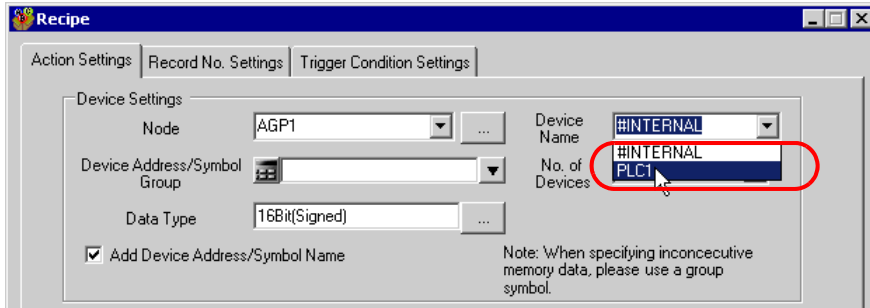 Recipe
Action Settings Record No. Settings Trigger Condition Settings
Device Settings
Node AGP1 ... Device Name #INTERNAL
#INTERNAL
PLC1
Device Address/Symbol Group No. of Devices
Data Type 16Bit(Signed) ...
Add Device Address/Symbol Name
Note: When specifying inconcecutive
memory data, please use a group
symbol.